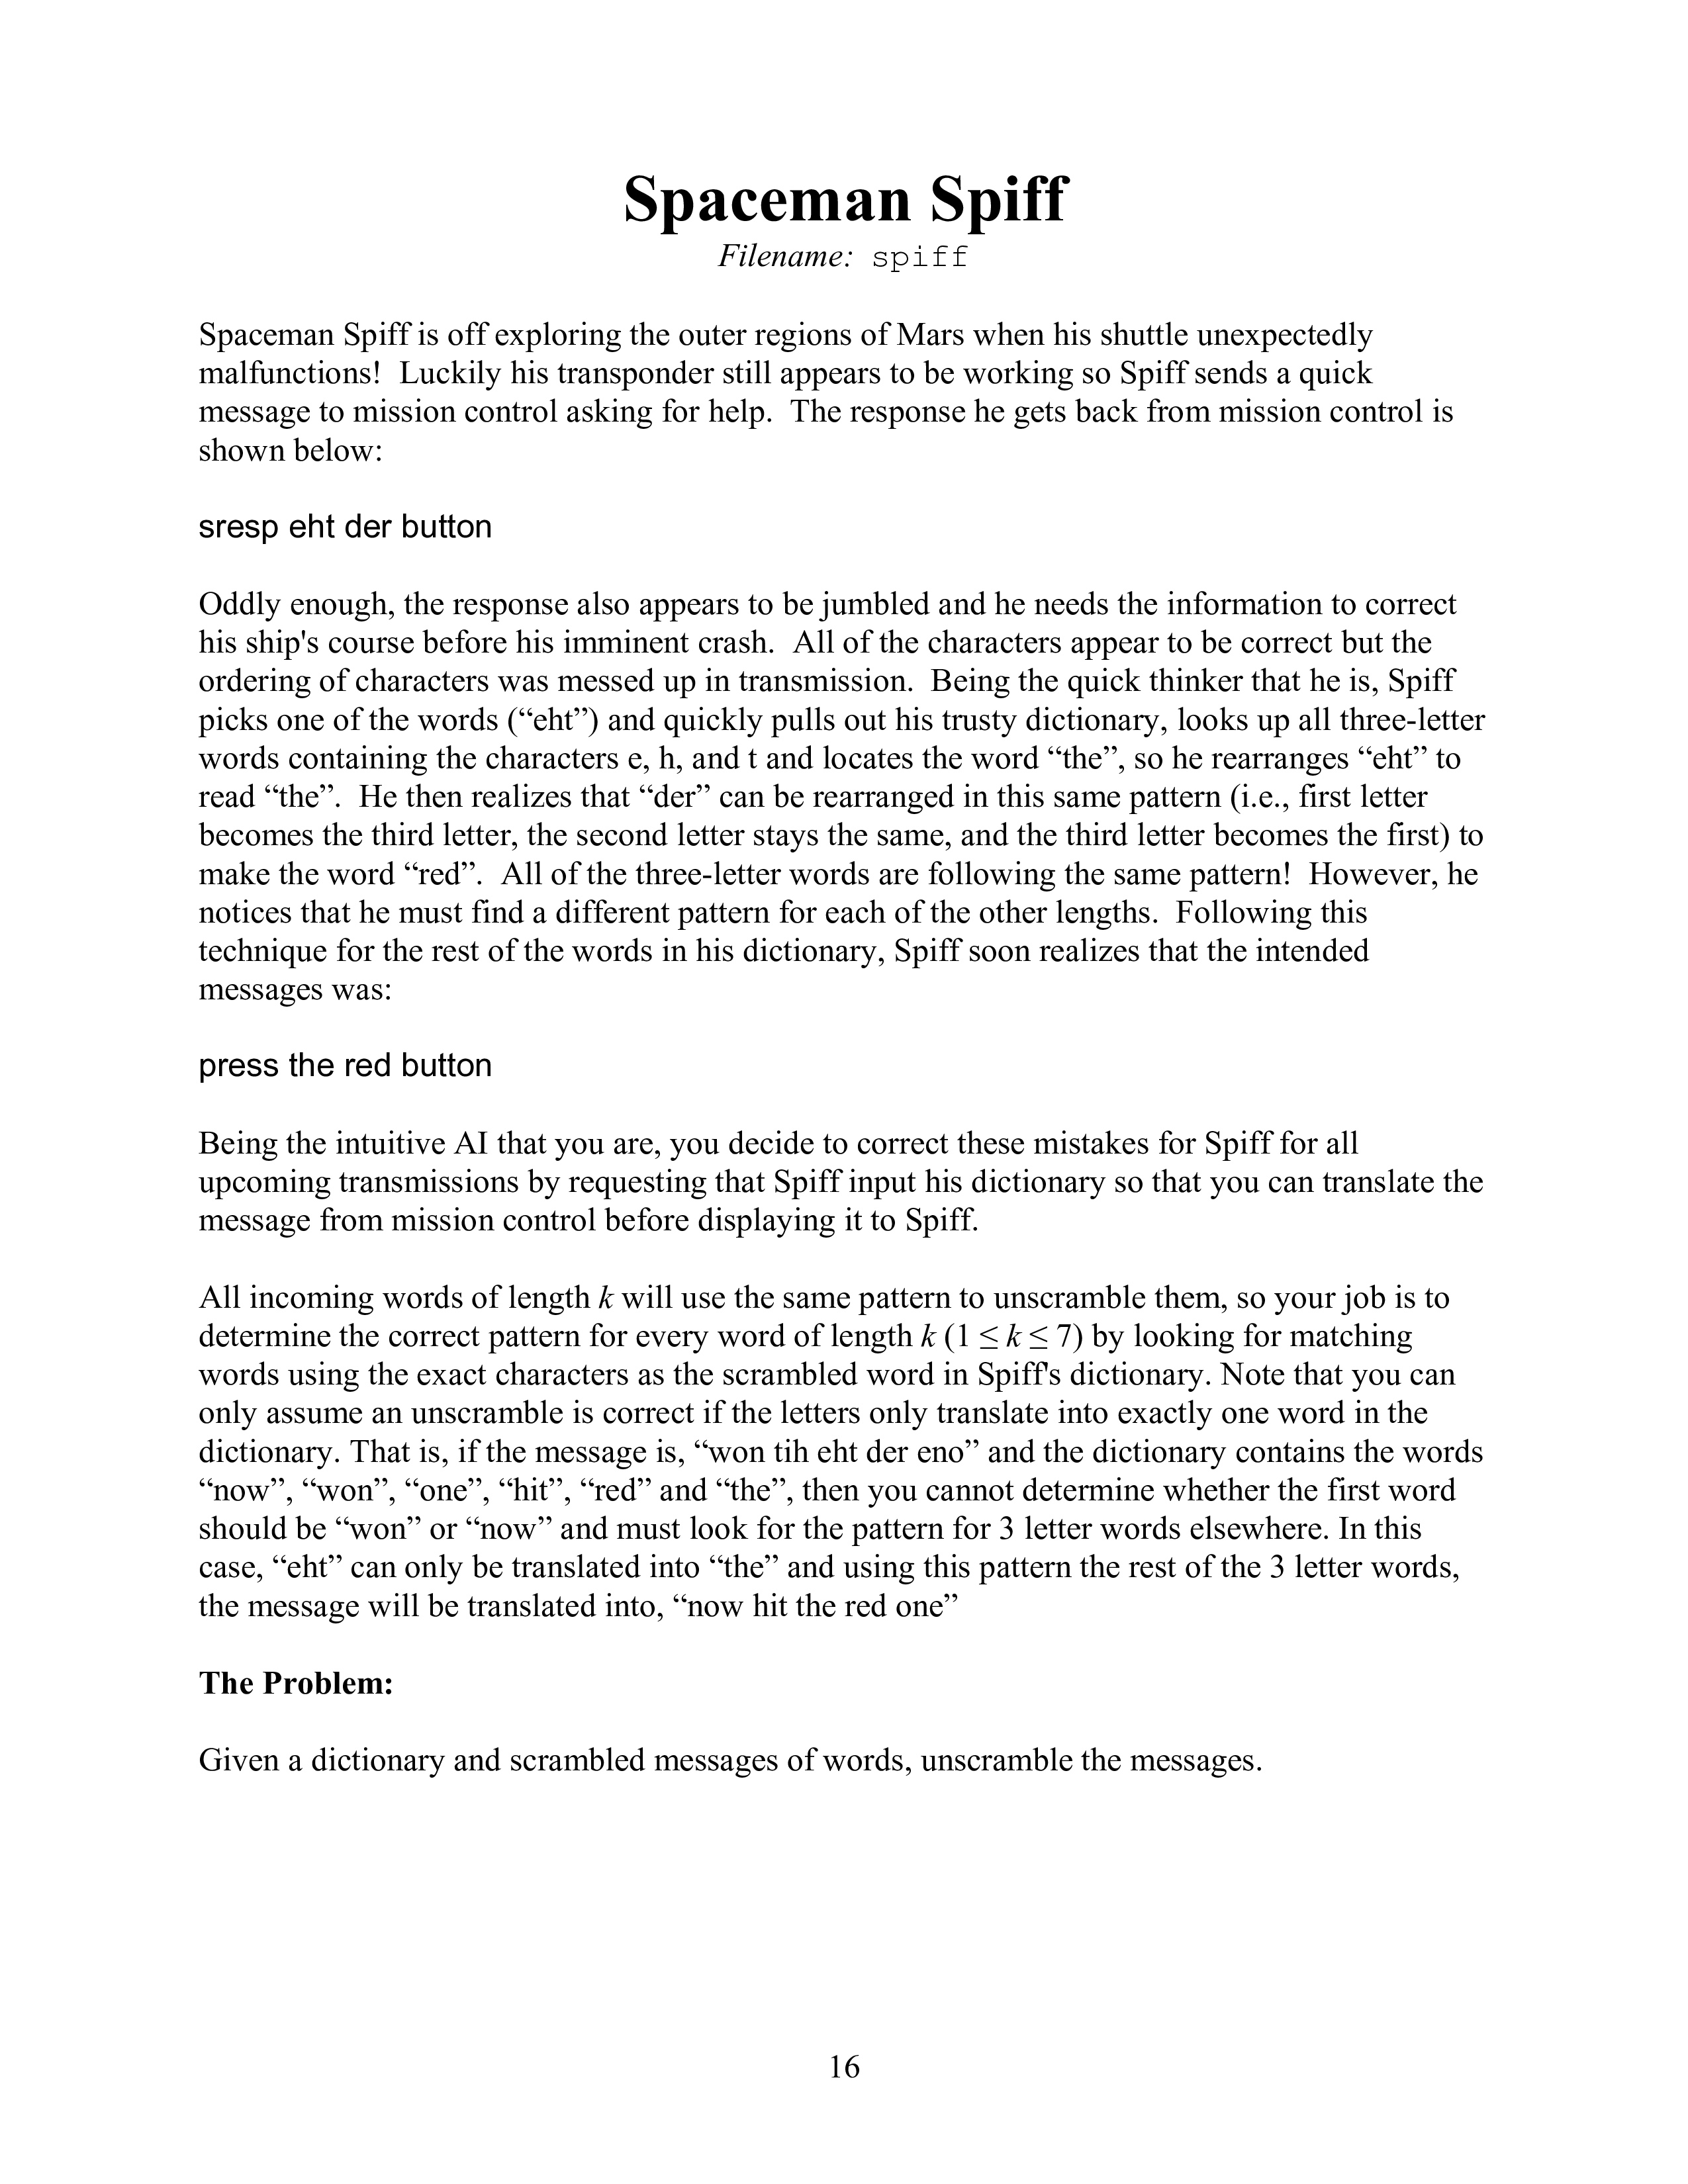 Spaceman Spiff
Filename: spiff
Spaceman Spiff is off exploring the outer regions of Mars when his shuttle unexpectedly
malfunctions!  Luckily his transponder still appears to be working so Spiff sends a quick
message to mission control asking for help.  The response he gets back from mission control is
shown below:
sresp eht der button
Oddly enough, the response also appears to be jumbled and he needs the information to correct
his ship's course before his imminent crash.  All of the characters appear to be correct but the
ordering of characters was messed up in transmission.  Being the quick thinker that he is, Spiff
picks one of the words (“eht”) and quickly pulls out his trusty dictionary, looks up all three-letter
words containing the characters e, h, and t and locates the word “the”, so he rearranges “eht” to
read “the”.  He then realizes that “der” can be rearranged in this same pattern (i.e., first letter
becomes the third letter, the second letter stays the same, and the third letter becomes the first) to
make the word “red”.  All of the three-letter words are following the same pattern!  However, he
notices that he must find a different pattern for each of the other lengths.  Following this
technique for the rest of the words in his dictionary, Spiff soon realizes that the intended
messages was:
press the red button
Being the intuitive AI that you are, you decide to correct these mistakes for Spiff for all
upcoming transmissions by requesting that Spiff input his dictionary so that you can translate the
message from mission control before displaying it to Spiff.
All incoming words of length k will use the same pattern to unscramble them, so your job is to
determine the correct pattern for every word of length k (1 ≤ k ≤ 7) by looking for matching
words using the exact characters as the scrambled word in Spiff's dictionary. Note that you can
only assume an unscramble is correct if the letters only translate into exactly one word in the
dictionary. That is, if the message is, “won tih eht der eno” and the dictionary contains the words
“now”, “won”, “one”, “hit”, “red” and “the”, then you cannot determine whether the first word
should be “won” or “now” and must look for the pattern for 3 letter words elsewhere. In this
case, “eht” can only be translated into “the” and using this pattern the rest of the 3 letter words,
the message will be translated into, “now hit the red one”
The Problem:
Given a dictionary and scrambled messages of words, unscramble the messages.
16